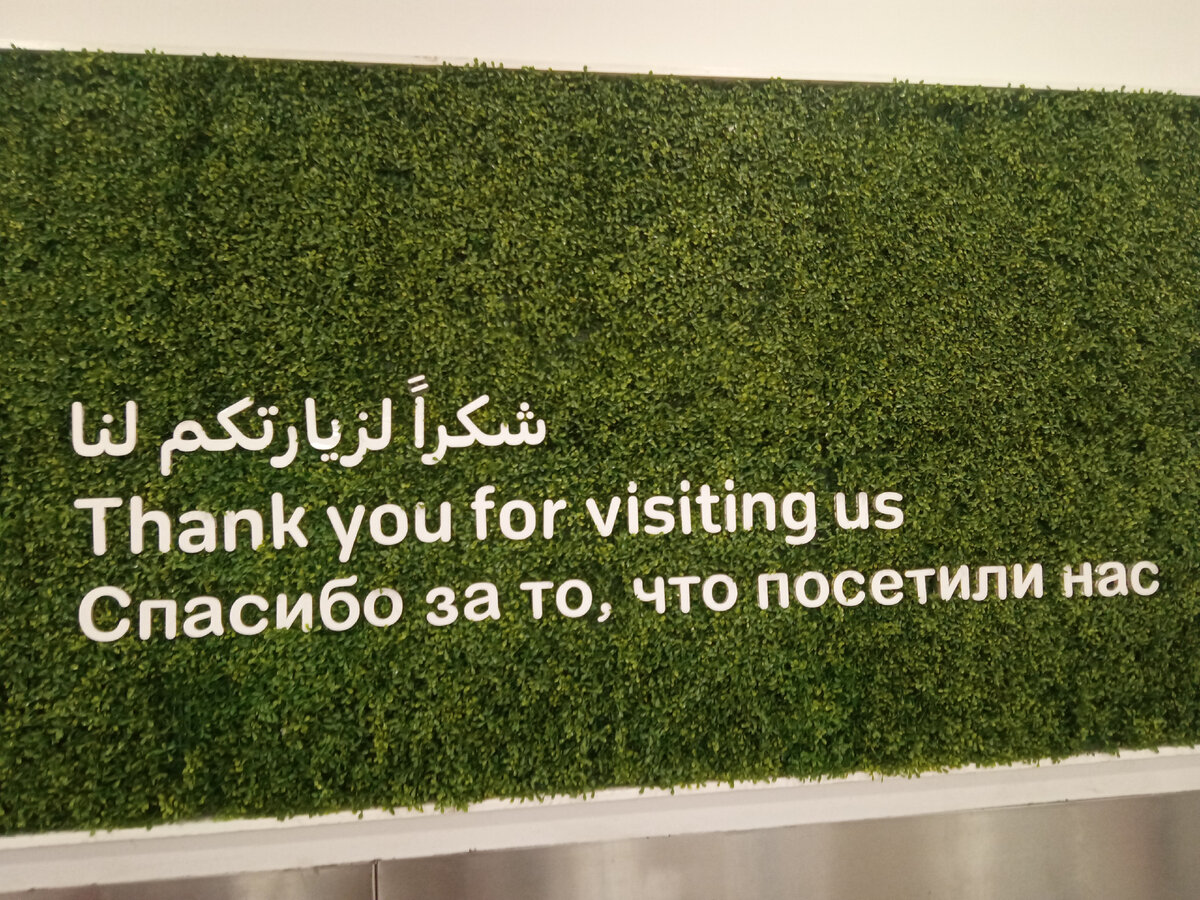 شكراً لزيارتكم لنا
Thank you for visiting us
Спасибо за то, что посетили нас